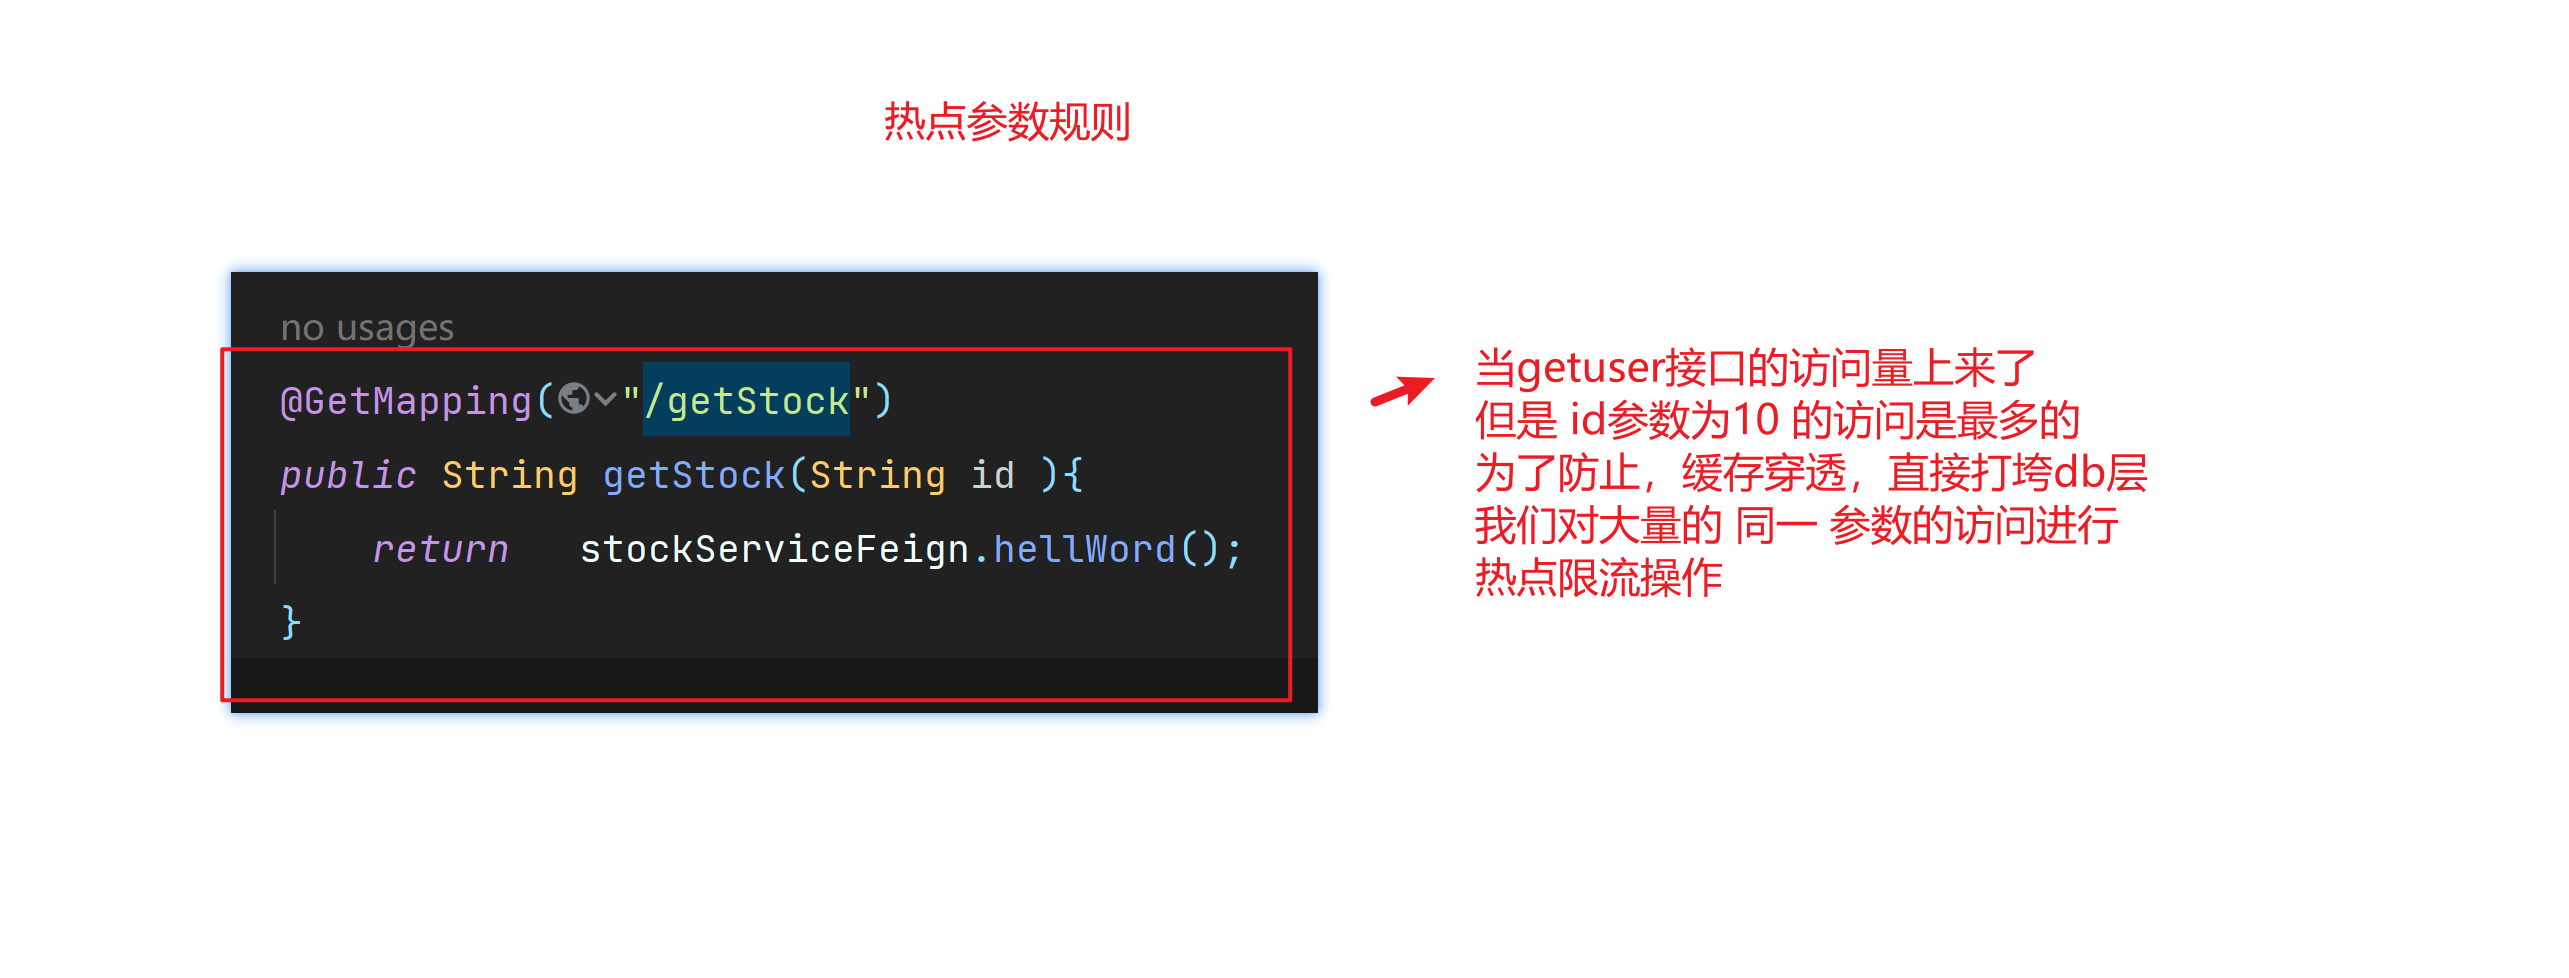 热点参数规则
no usages
@GetMapping("/getStock")
public String getStock(String id ){
return stockServiceFeign.hellWord();
}
当getuser接口的访问量上来了
但是 id参数为10 的访问是最多的
为了防止，缓存穿透，直接打垮db层
我们对大量的 同一 参数的访问进行
热点限流操作